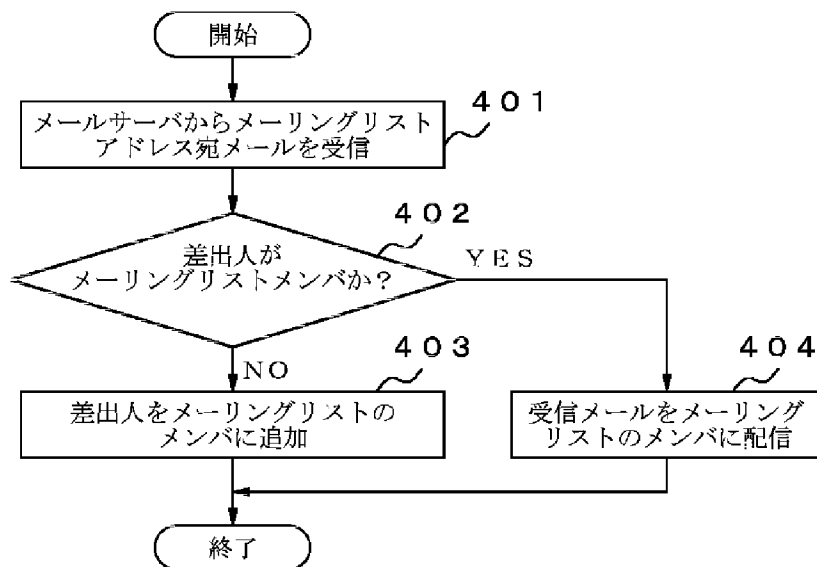 開始
401
メールサーバからメーリングリスト
アドレス宛メールを受信
402
差出人が
メーリングリストメンバか？
YES
NO
403
差出人をメーリングリストの
メンバに追加
404
受信メールをメーリング
リストのメンバに配信
終了